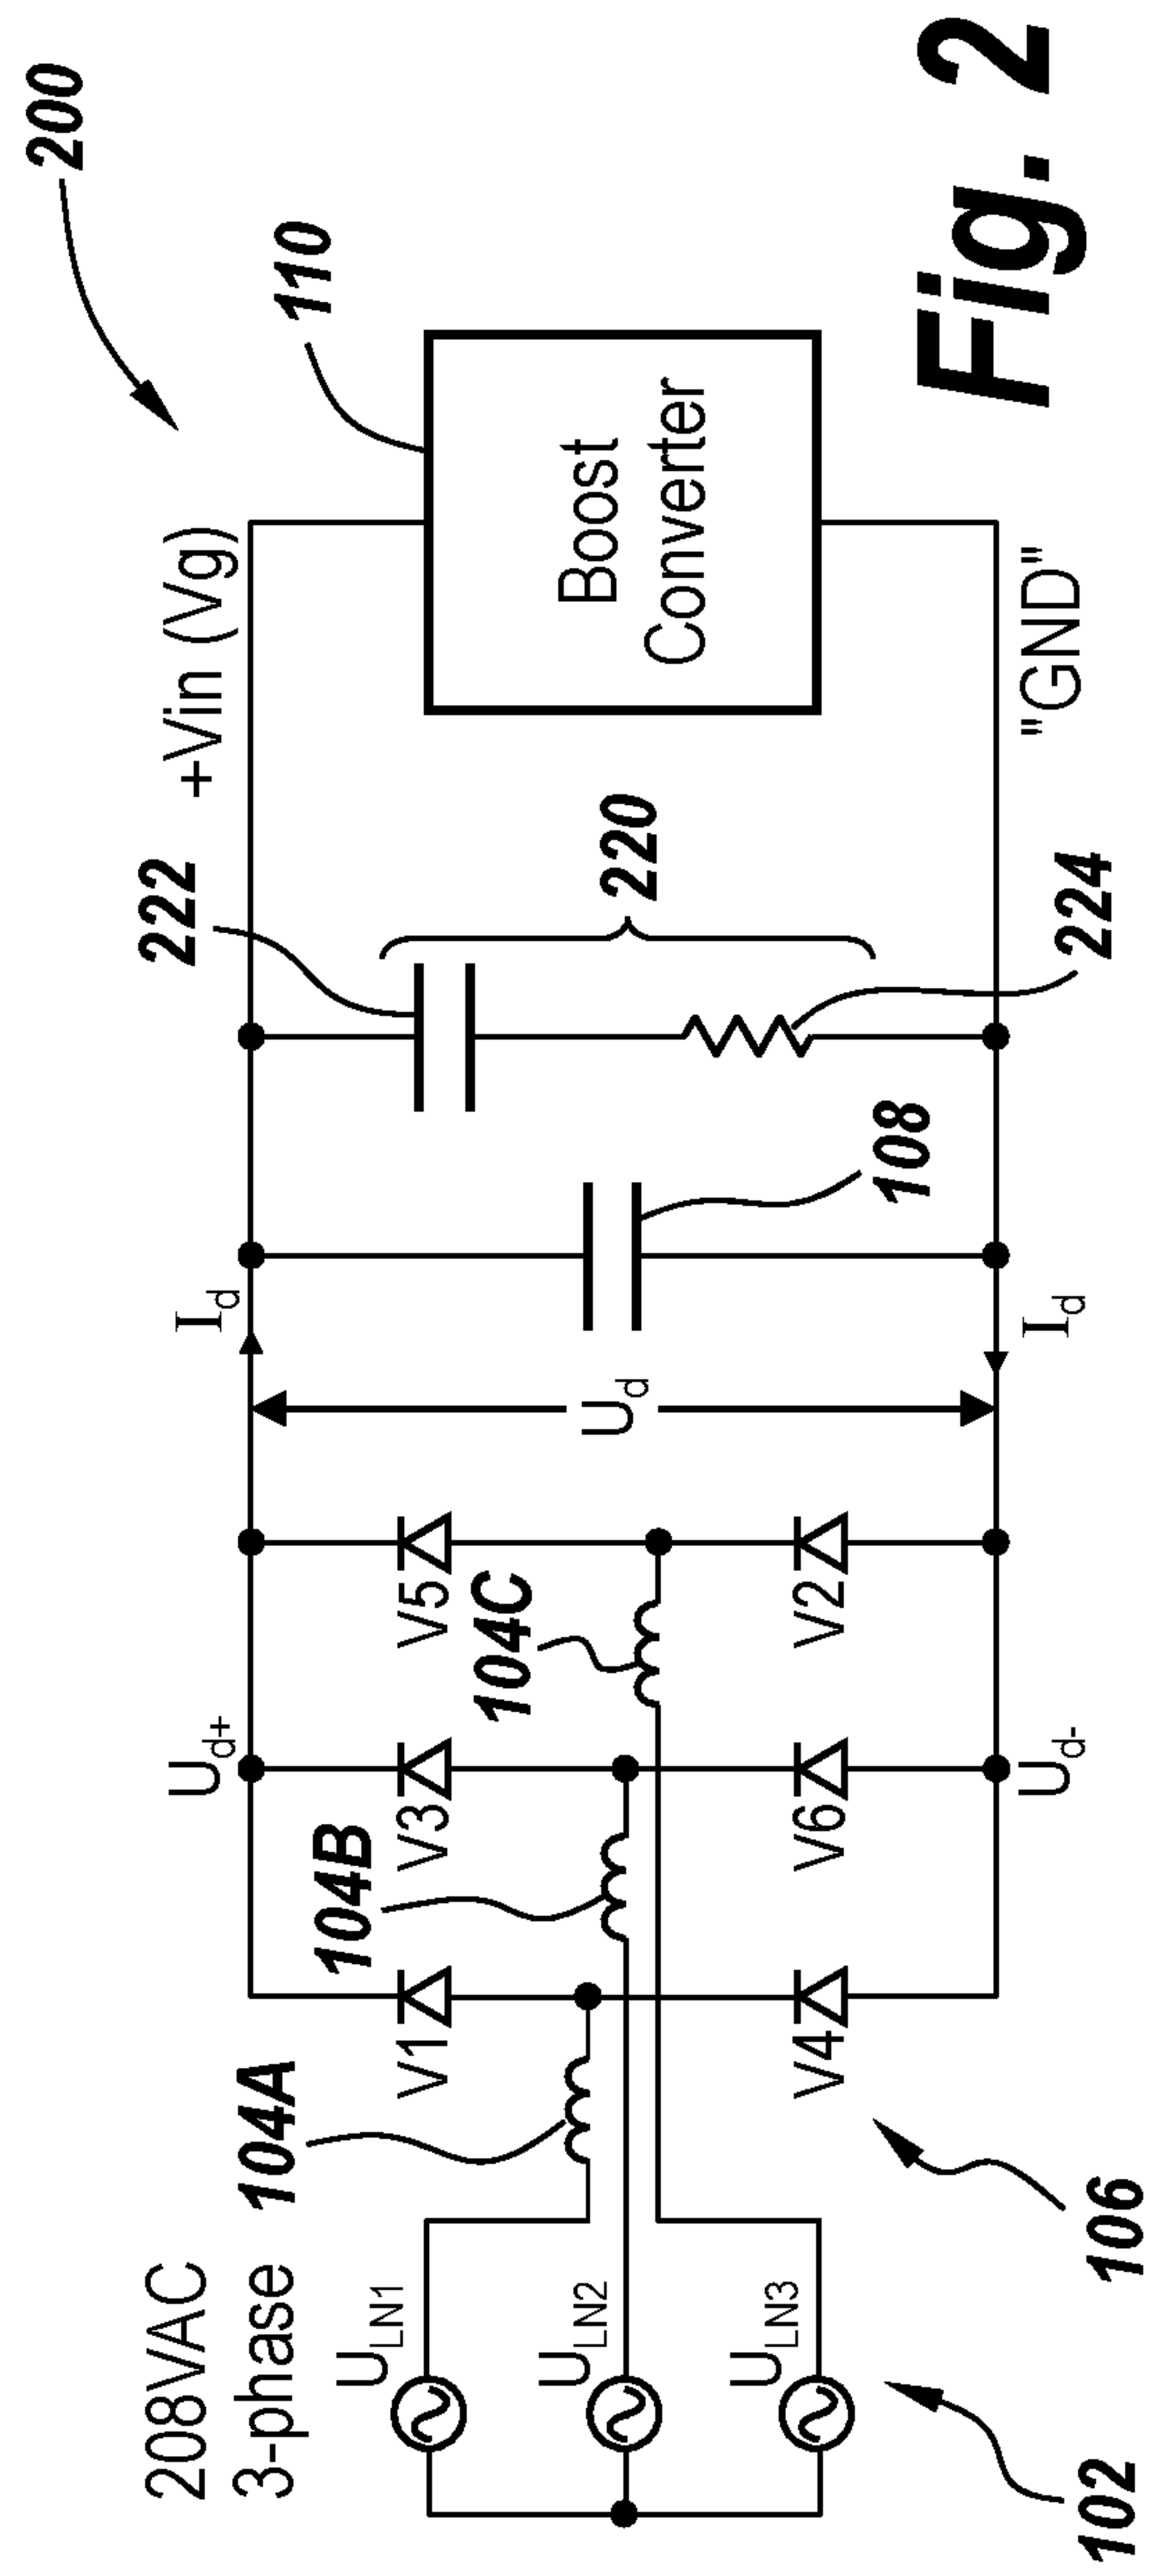 200
208VAC
3-phase
+Vin (Vg)
110
222
Id
Ud+
104A
104B
104C
V1
V3
V5
ULN1
ULN2
ULN3
Ud
108
220
Boost
Converter
V4
V6
V2
Ud-
Id
224
"GND"
102
106
Fig. 2